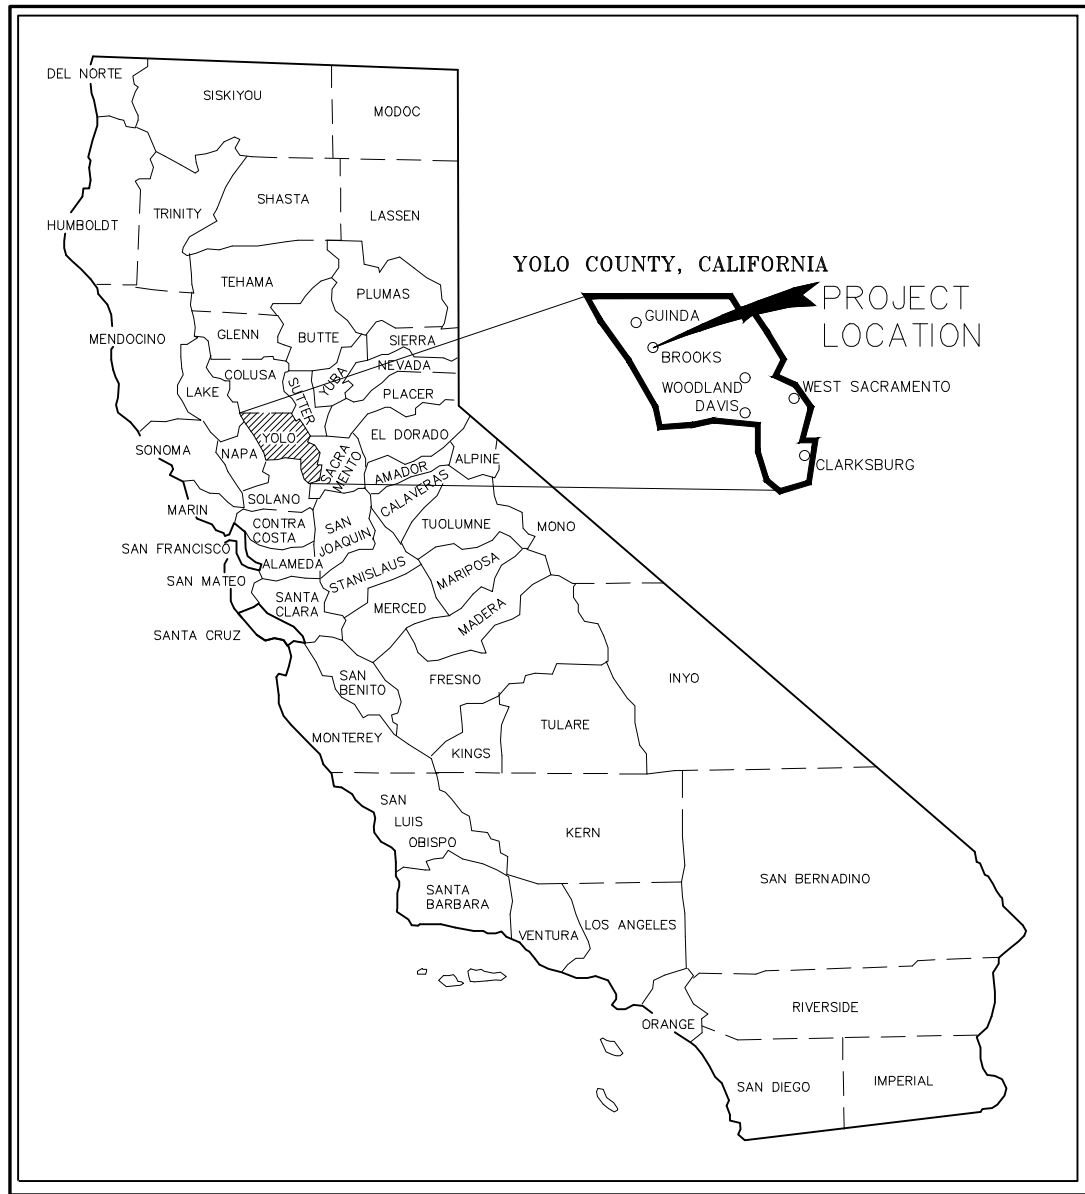 DEL NORTE
SISKIYOU
MODOC
HUMBOLDT
TRINITY
SHASTA
LASSEN
YOLO COUNTY, CALIFORNIA
TEHAMA
PLUMAS
PROJECT
LOCATION
GUINDA
BROOKS
WOODLAND
DAVIS
WEST SACRAMENTO
CLARKSBURG
MENDOCINO
GLENN
BUTTE
SIERRA
NEVADA
COLUSA
LAKE
SUTTER
YUBA
PLACER
SONOMA
NAPA
YOLO
SACRA
MENTO
EL DORADO
ALPINE
AMADOR
CALAVERAS
MARIN
SOLANO
CONTRA
COSTA
SAN
JOAQUIN
TUOLUMNE
MONO
SAN FRANCISCO
ALAMEDA
STANISLAUS
MARIPOSA
SAN MATEO
SANTA
CLARA
MERCED
MADERA
SANTA CRUZ
SAN
BENITO
FRESNO
INYO
MONTEREY
KINGS
TULARE
SAN
LUIS
OBISPO
KERN
SAN BERNADINO
SANTA
BARBARA
VENTURA
LOS ANGELES
ORANGE
RIVERSIDE
SAN DIEGO
IMPERIAL